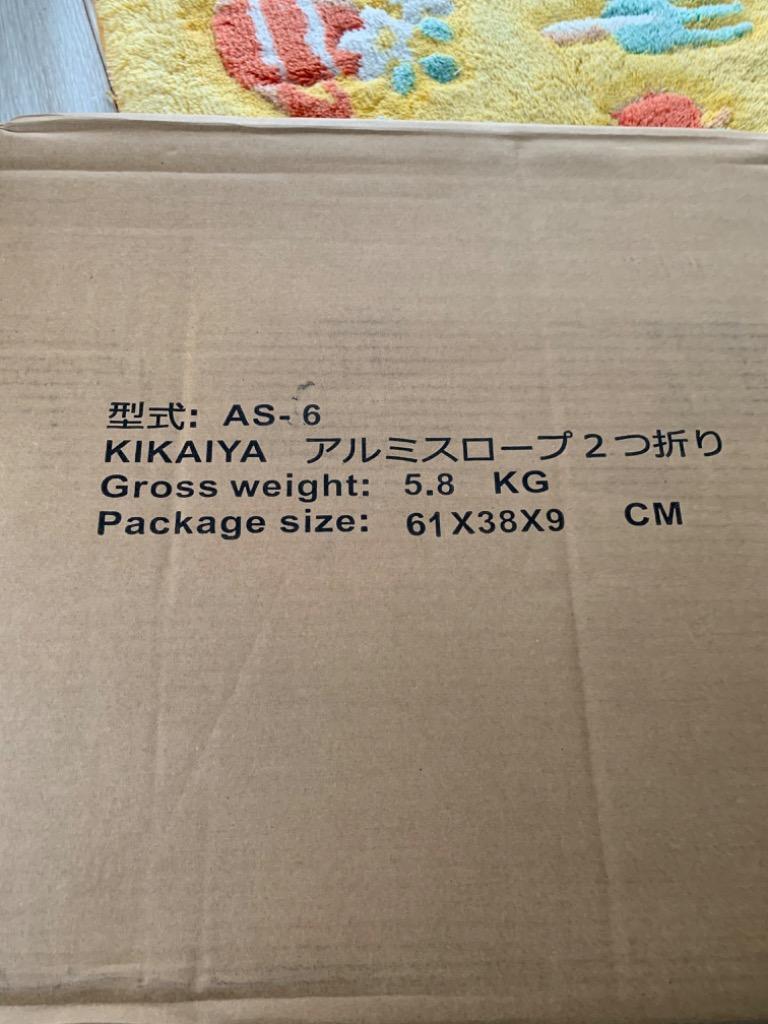 型式: AS-6
KIKAIYA アルミスロープ2つ折り
Gross weight: 5.8 KG
Package size: 61X38X9 CM